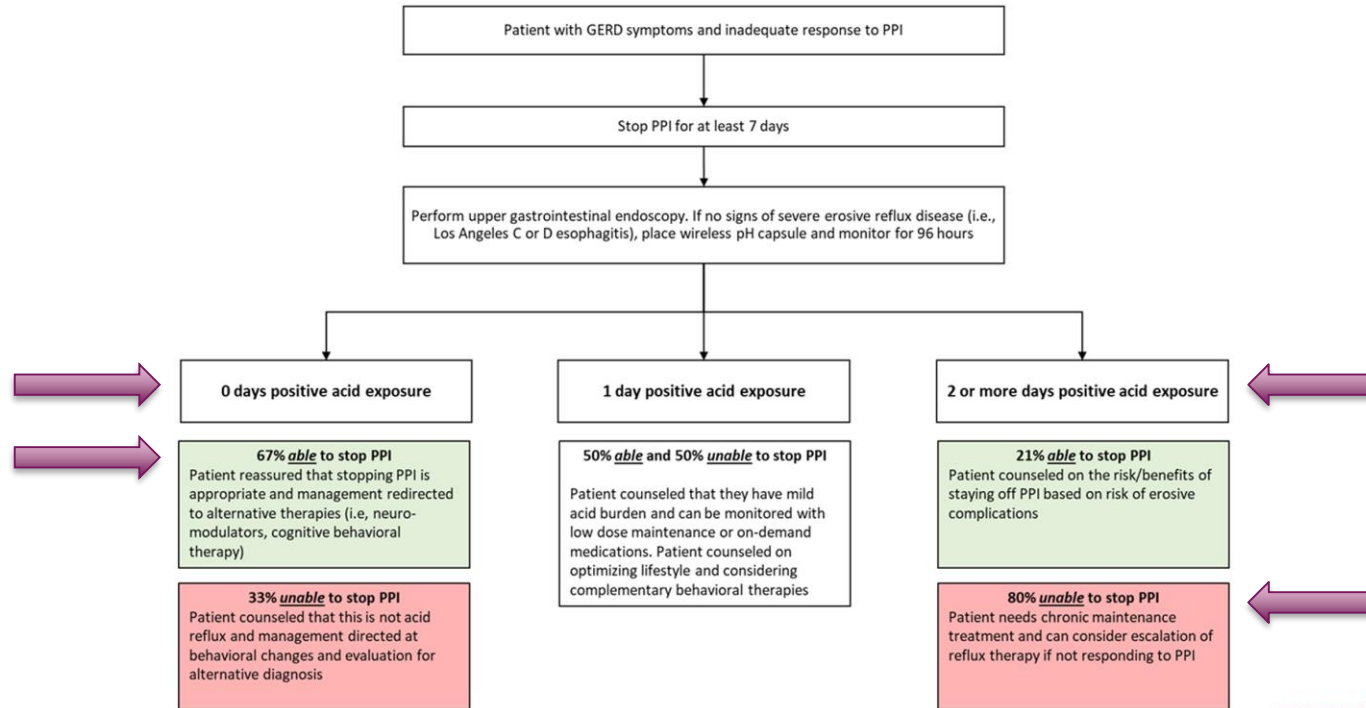 Patient with GERD symptoms and inadequate response to PPI
Stop PPI for at least 7 days
Perform upper gastrointestinal endoscopy. If no signs of severe erosive reflux disease (i.e.,
Los Angeles C or D esophagitis), place wireless pH capsule and monitor for 96 hours
0 days positive acid exposure
67% able to stop PPI
Patient reassured that stopping PPI is
appropriate and management redirected
to alternative therapies (i.e, neuro-
modulators, cognitive behavioral
therapy)
33% unable to stop PPI
Patient counseled that this is not acid
reflux and management directed at
behavioral changes and evaluation for
alternative diagnosis
1 day positive acid exposure
50% able and 50% unable to stop PPI
Patient counseled that they have mild
acid burden and can be monitored with
low dose maintenance or on-demand
medications. Patient counseled on
optimizing lifestyle and considering
complementary behavioral therapies
2 or more days positive acid exposure
21% able to stop PPI
Patient counseled on the risk/benefits of
staying off PPI based on risk of erosive
complications
80% unable to stop PPI
Patient needs chronic maintenance
treatment and can consider escalation of
reflux therapy if not responding to PPI